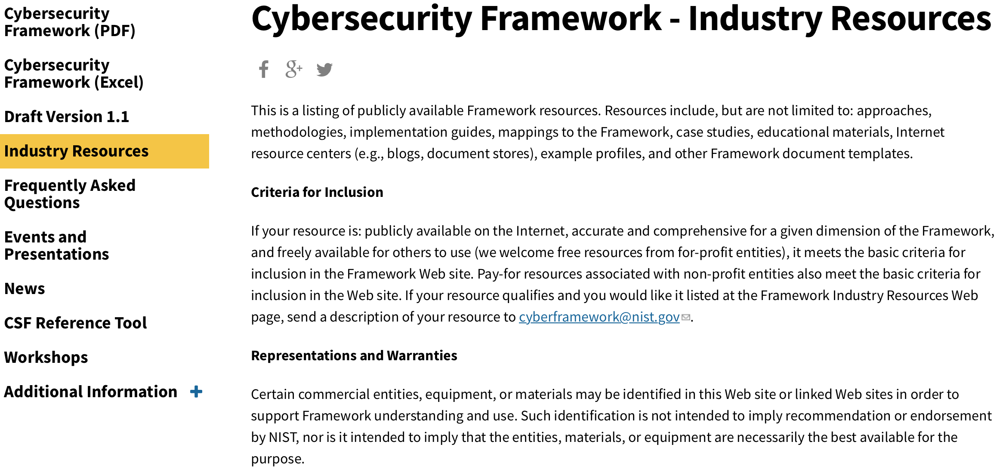 Cybersecurity
Framework (PDF)
Cybersecurity
Framework (Excel)
Draft Version 1.1
Industry Resources
Frequently Asked
Questions
Events and
Presentations
News
CSF Reference Tool
Workshops
Additional Information
Cybersecurity Framework - Industry Resources
This is a listing of publicly available Framework resources. Resources include, but are not limited to: approaches,
methodologies, implementation guides, mappings to the Framework, case studies, educational materials, Internet
resource centers (e.g., blogs, document stores), example profiles, and other Framework document templates.
Criteria for Inclusion
If your resource is: publicly available on the Internet, accurate and comprehensive for a given dimension of the Framework,
and freely available for others to use (we welcome free resources from for-profit entities), it meets the basic criteria for
inclusion in the Framework Web site. Pay-for resources associated with non-profit entities also meet the basic criteria for
inclusion in the Web site. If your resource qualifies and you would like it listed at the Framework Industry Resources Web
page, send a description of your resource to cyberframework@nist.gov.
Representations and Warranties
Certain commercial entities, equipment, or materials may be identified in this Web site or linked Web sites in order to
support Framework understanding and use. Such identification is not intended to imply recommendation or endorsement
by NIST, nor is it intended to imply that the entities, materials, or equipment are necessarily the best available for the
purpose.